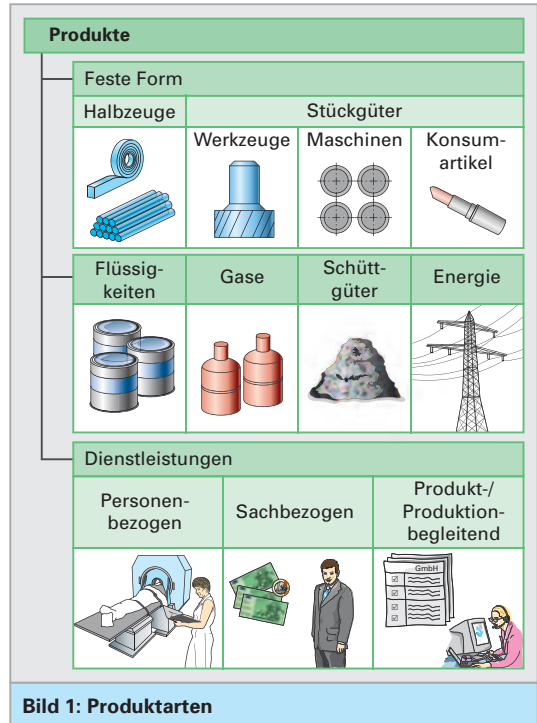 Produkte
Feste Form
Halbzeuge
Stückgüter
Werkzeuge
Maschinen
Konsum-
artikel
Flüssig-
keiten
Gase
Schütt-
güter
Energie
Dienstleistungen
Personen-
bezogen
Sachbezogen
Produkt-/
Produktion-
begleitend
GmbH
Bild 1: Produktarten